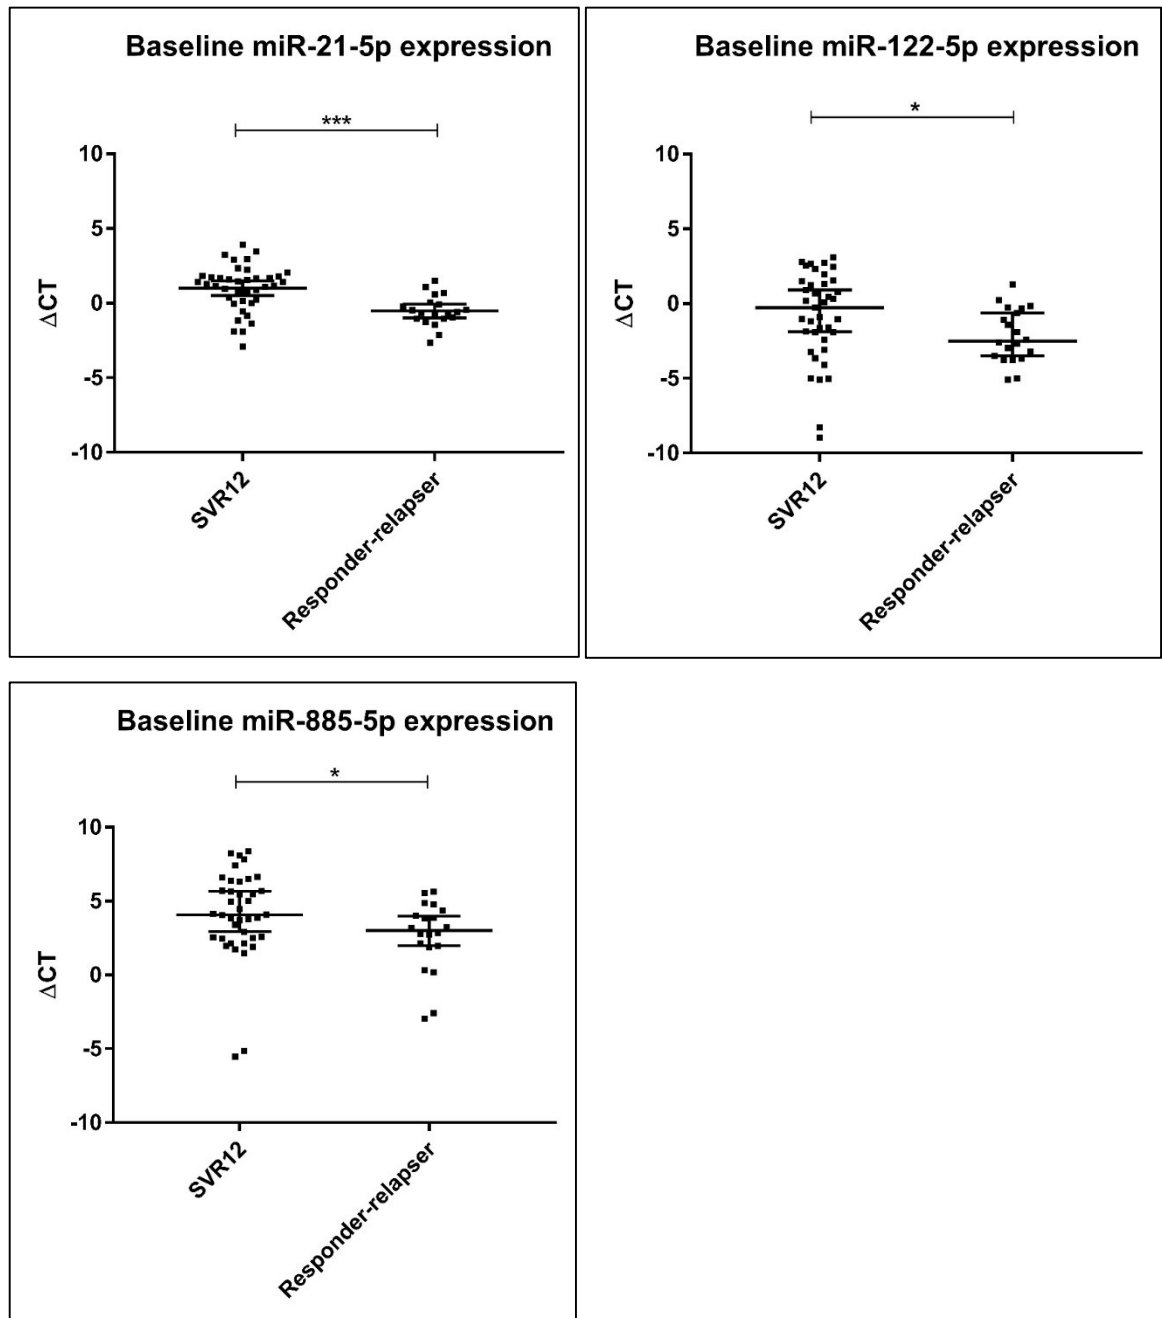 Baseline miR-21-5p expression
***
10
5
0
-5
-10
ΔCT
SVR12
Responder-relapser
Baseline miR-122-5p expression
*
10
5
0
-5
-10
ΔCT
SVR12
Responder-relapser
Baseline miR-885-5p expression
*
10
5
0
-5
-10
ΔCT
SVR12
Responder-relapser